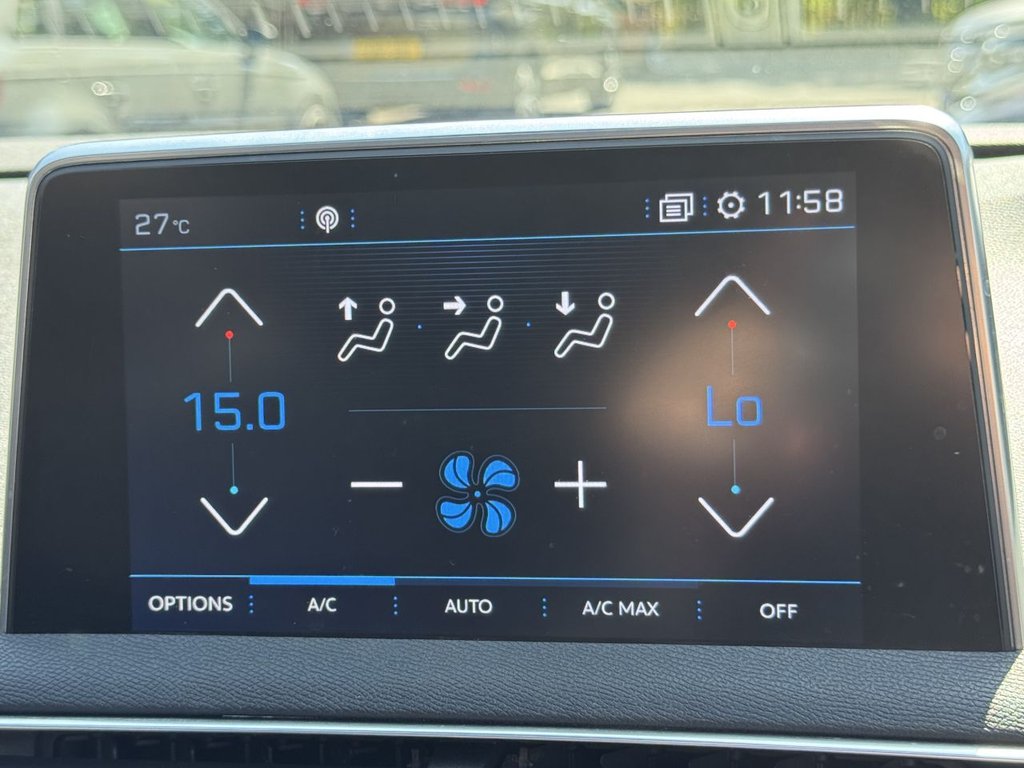 27°C 11:58
15.0 Lo
OPTIONS A/C AUTO A/C MAX OFF